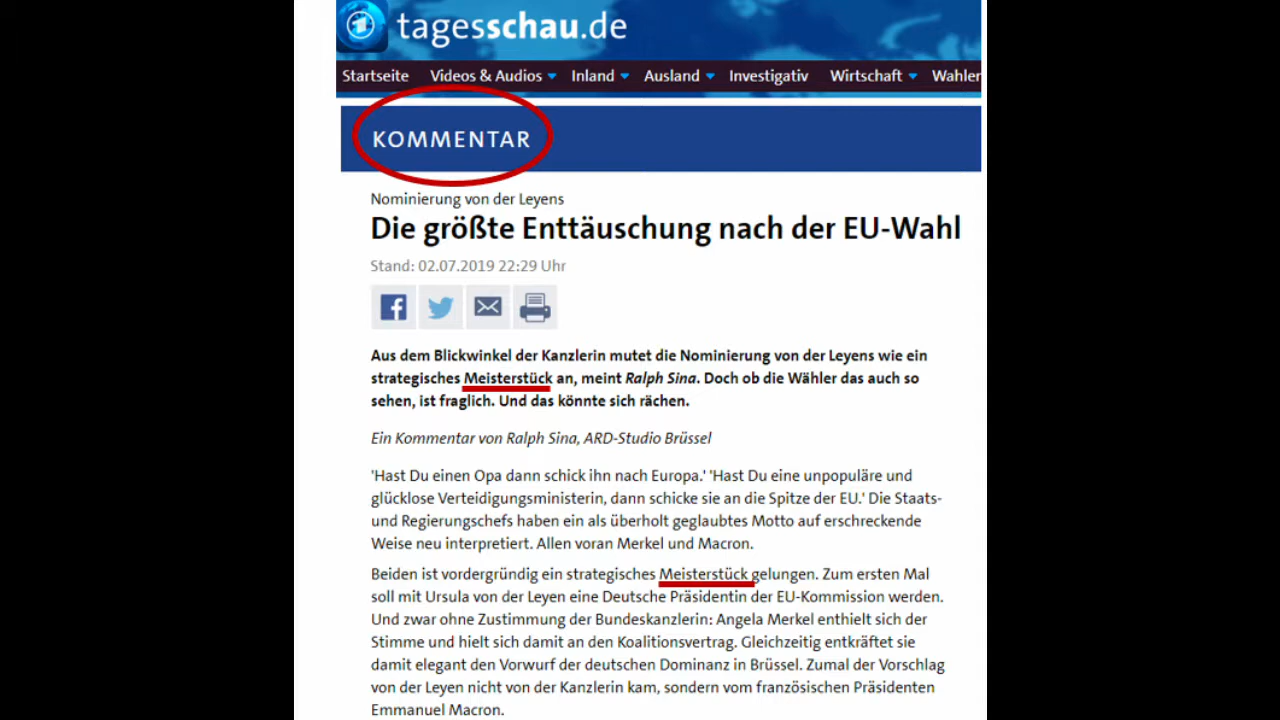 tagesschau.de
Startseite Videos & Audios Inland Ausland Investigativ Wirtschaft Wahlen
KOMMENTAR
Nominierung von der Leyens
Die größte Enttäuschung nach der EU-Wahl
Stand: 02.07.2019 22:29 Uhr
Aus dem Blickwinkel der Kanzlerin mutet die Nominierung von der Leyens wie ein
strategisches Meisterstück an, meint Ralph Sina. Doch ob die Wähler das auch so
sehen, ist fraglich. Und das könnte sich rächen.
Ein Kommentar von Ralph Sina, ARD-Studio Brüssel
'Hast Du einen Opa dann schick ihn nach Europa.' 'Hast Du eine unpopuläre und
glücklose Verteidigungsministerin, dann schicke sie an die Spitze der EU.' Die Staats-
und Regierungschefs haben ein als überholt geglaubtes Motto auf erschreckende
Weise neu interpretiert. Allen voran Merkel und Macron.
Beiden ist vordergründig ein strategisches Meisterstück gelungen. Zum ersten Mal
soll mit Ursula von der Leyen eine Deutsche Präsidentin der EU-Kommission werden.
Und zwar ohne Zustimmung der Bundeskanzlerin: Angela Merkel enthielt sich der
Stimme und hielt sich damit an den Koalitionsvertrag. Gleichzeitig entkräftet sie
damit elegant den Vorwurf der deutschen Dominanz in Brüssel. Zumal der Vorschlag
von der Leyen nicht von der Kanzlerin kam, sondern vom französischen Präsidenten
Emmanuel Macron.